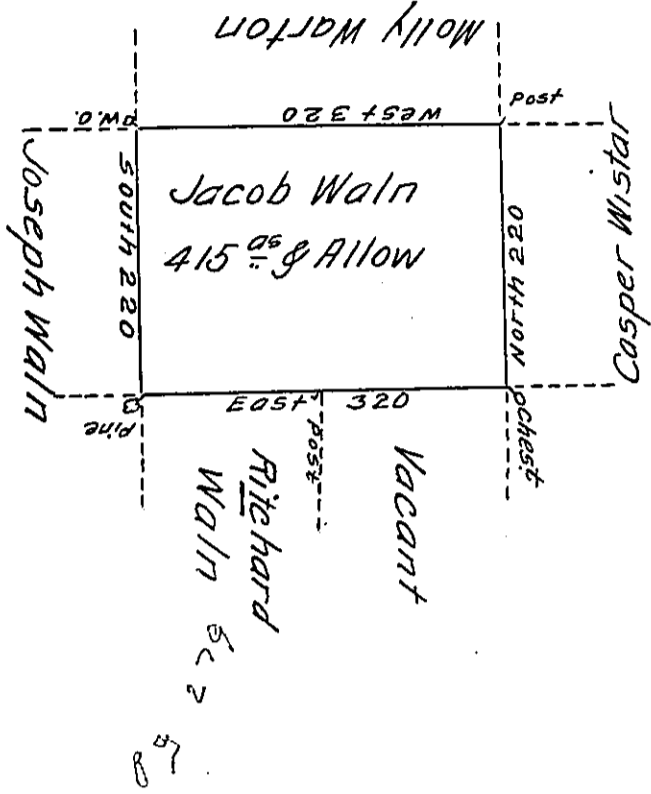 Molly Warton
West 320
Post
P.W.O.
Joseph Waln
South 220
Jacob Waln
415 as & Allow
North 220
Casper Wistar
Pine
East 320
Post
Chest
Ritchard
Waln
Vacant